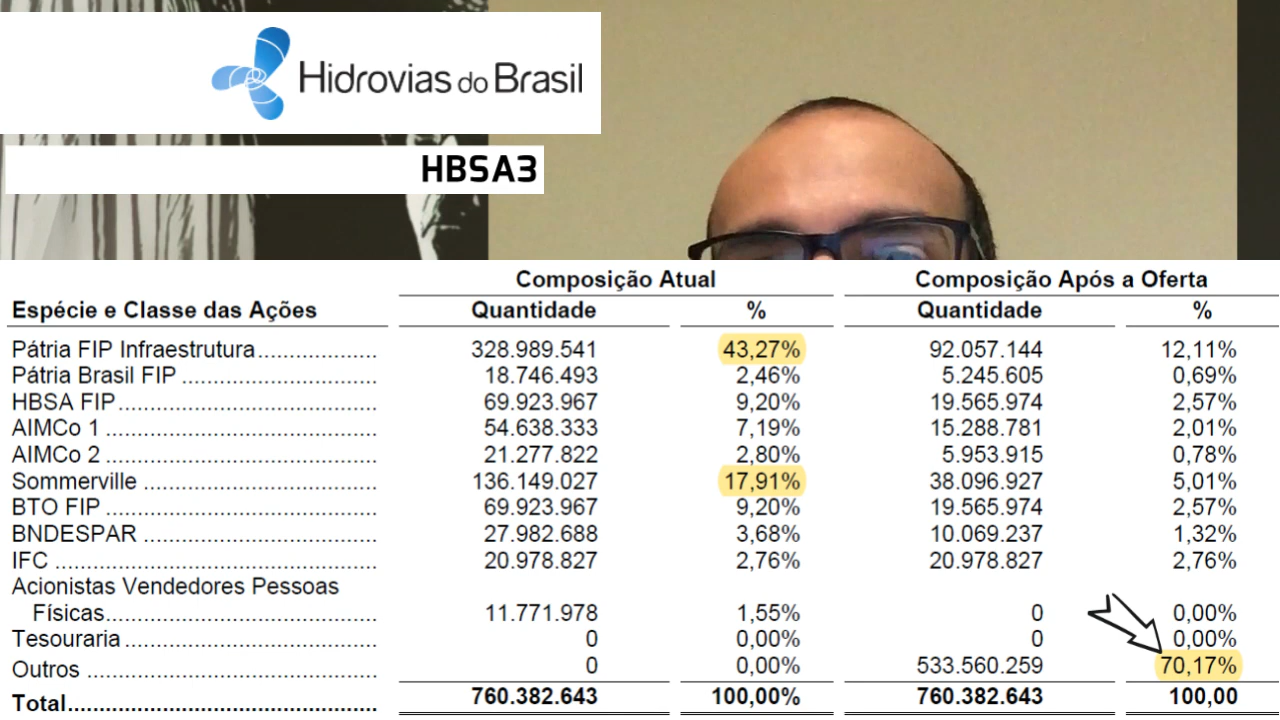 Hidrovias do Brasil
HBSA3
Composição Atual Composição Após a Oferta
Espécie e Classe das Ações Quantidade % Quantidade %
Pátria FIP Infraestrutura.................. 328.989.541 43,27% 92.057.144 12,11%
Pátria Brasil FIP .............................. 18.746.493 2,46% 5.245.605 0,69%
HBSA FIP....................................... 69.923.967 9,20% 19.565.974 2,57%
AIMCo 1 ......................................... 54.638.333 7,19% 15.288.781 2,01%
AIMCo 2 ......................................... 21.277.822 2,80% 5.953.915 0,78%
Sommerville ................................... 136.149.027 17,91% 38.096.927 5,01%
BTO FIP ......................................... 69.923.967 9,20% 19.565.974 2,57%
BNDESPAR ................................... 27.982.688 3,68% 10.069.237 1,32%
IFC ................................................ 20.978.827 2,76% 20.978.827 2,76%
Acionistas Vendedores Pessoas
Físicas......................................... 11.771.978 1,55% 0 0,00%
Tesouraria ...................................... 0 0,00% 0 0,00%
Outros ............................................ 0 0,00% 533.560.259 70,17%
Total............................................... 760.382.643 100,00% 760.382.643 100,00